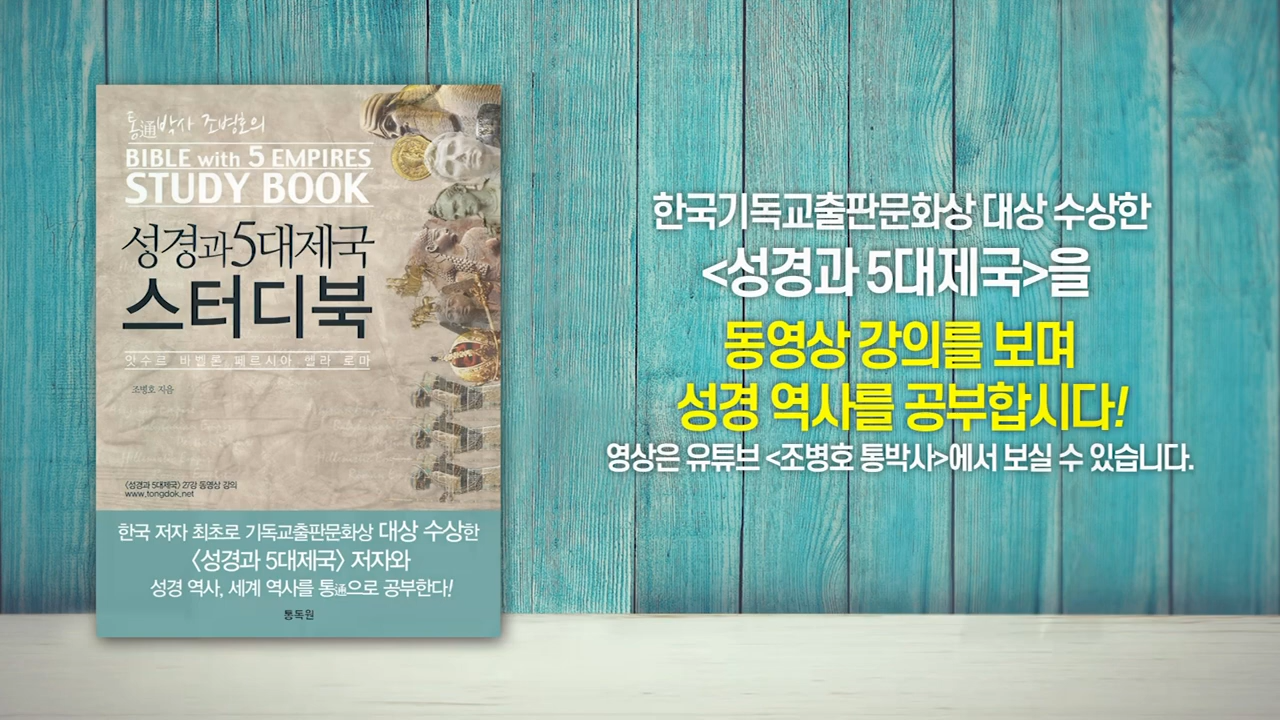 통通박사 조병호의
BIBLE with 5 EMPIRES
STUDY BOOK
성경과5대제국
스터디북
앗수르 바벨론 페르시아 헬라 로마
조병호 지음
〈성경과 5대제국〉 27강 동영상 강의
www.tongdok.net
한국 저자 최초로 기독교출판문화상 대상 수상한
〈성경과 5대제국〉 저자와
성경 역사, 세계 역사를 통通으로 공부한다!
통독원
한국기독교출판문화상 대상 수상한
<성경과 5대제국>을
동영상 강의를 보며
성경 역사를 공부합시다!
영상은 유튜브 <조병호 통박사>에서 보실 수 있습니다.